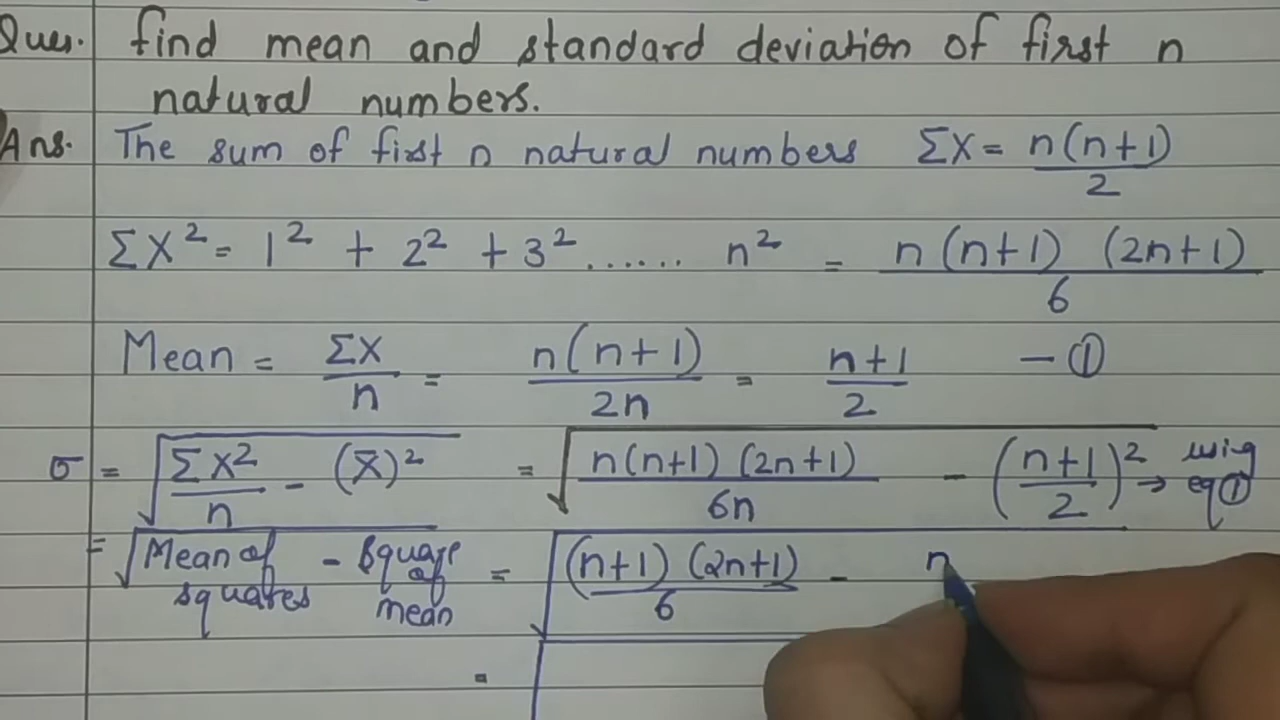 Ques. find mean and standard deviation of first n
natural numbers.
Ans. The sum of first n natural numbers ΣX = n(n+1)/2
ΣX² = 1² + 2² + 3² ...... n² = n(n+1) (2n+1)/6
Mean = ΣX/n = n(n+1)/2n = n+1/2 — ①
σ = √(ΣX²/n - (X̄)²) = √(n(n+1) (2n+1)/6n - (n+1/2)²) → using eq ①
= √(Mean of squares - Square of mean) = √((n+1) (2n+1)/6 - n
=